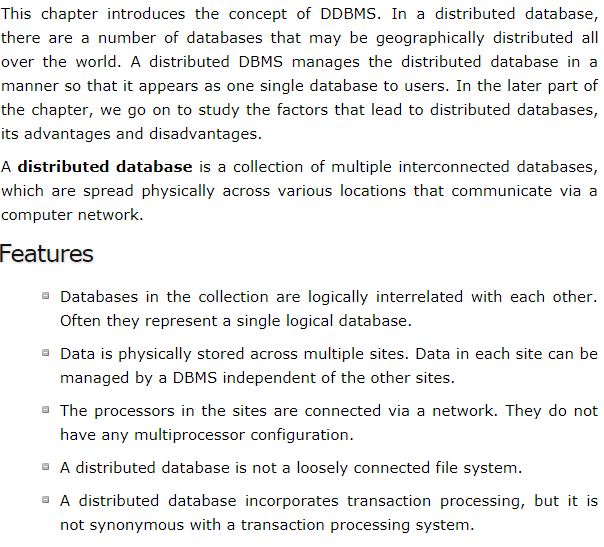 This chapter introduces the concept of DDBMS. In a distributed database,
there are a number of databases that may be geographically distributed all
over the world. A distributed DBMS manages the distributed database in a
manner so that it appears as one single database to users. In the later part of
the chapter, we go on to study the factors that lead to distributed databases,
its advantages and disadvantages.
A distributed database is a collection of multiple interconnected databases,
which are spread physically across various locations that communicate via a
computer network.
Features
Databases in the collection are logically interrelated with each other.
Often they represent a single logical database.
Data is physically stored across multiple sites. Data in each site can be
managed by a DBMS independent of the other sites.
The processors in the sites are connected via a network. They do not
have any multiprocessor configuration.
A distributed database is not a loosely connected file system.
A distributed database incorporates transaction processing, but it is
not synonymous with a transaction processing system.